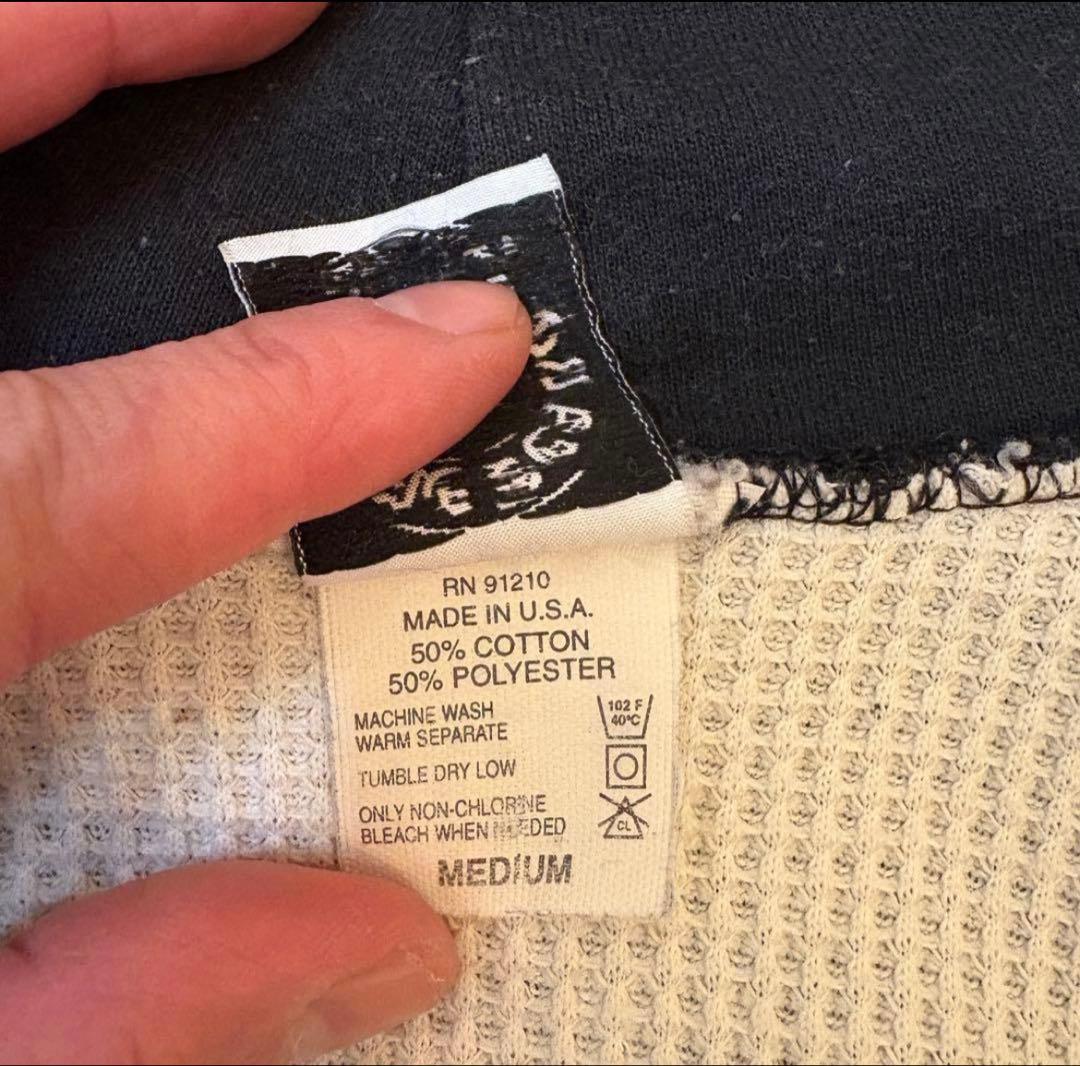 RN 91210
MADE IN U.S.A.
50% COTTON
50% POLYESTER
MACHINE WASH
WARM SEPARATE
102 F
40°C
TUMBLE DRY LOW
ONLY NON-CHLORINE
BLEACH WHEN NEEDED
CL
MEDIUM